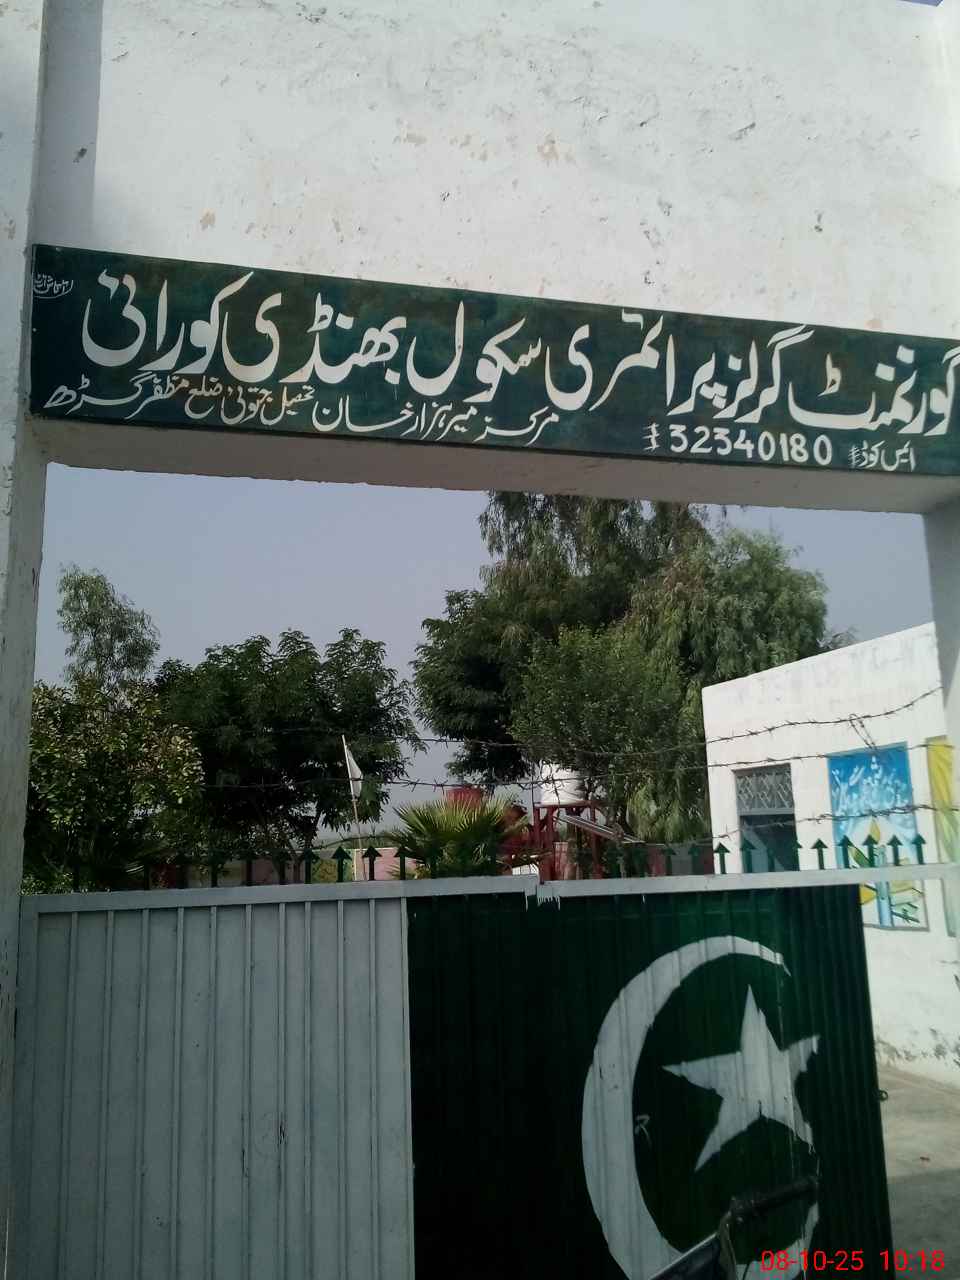 گورنمنٹ گرلز پرائمری سکول بھنڈی کورائی
مرکز میر ہزار خان تحصیل جتوئی ضلع مظفر گڑھ
ایس کوڈ # 32340180 #
08-10-25 10:18